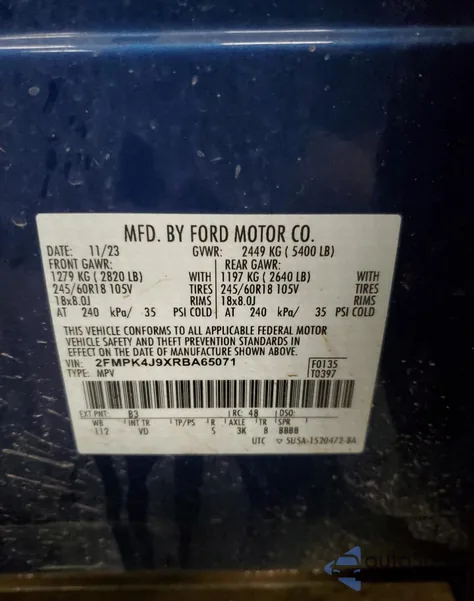 MFD. BY FORD MOTOR CO.
DATE: 11/23 GVWR: 2449 KG ( 5400 LB)
FRONT GAWR: REAR GAWR:
1279 KG ( 2820 LB) WITH 1197 KG ( 2640 LB) WITH
245/60R18 105V TIRES 245/60R18 105V TIRES
18x8.0J RIMS 18x8.0J RIMS
AT 240 kPa/ 35 PSI COLD AT 240 kPa/ 35 PSI COLD
THIS VEHICLE CONFORMS TO ALL APPLICABLE FEDERAL MOTOR
VEHICLE SAFETY AND THEFT PREVENTION STANDARDS IN
EFFECT ON THE DATE OF MANUFACTURE SHOWN ABOVE.
VIN: 2FMPK4J9XRBA65071 F0135
TYPE: MPV T0397
EXT PNT: B3 RC: 48 DSO:
WB INT TR TP/PS R AXLE TR SPR
112 VD S 3K 8 BBBB
UTC 5USA-1520472-BA